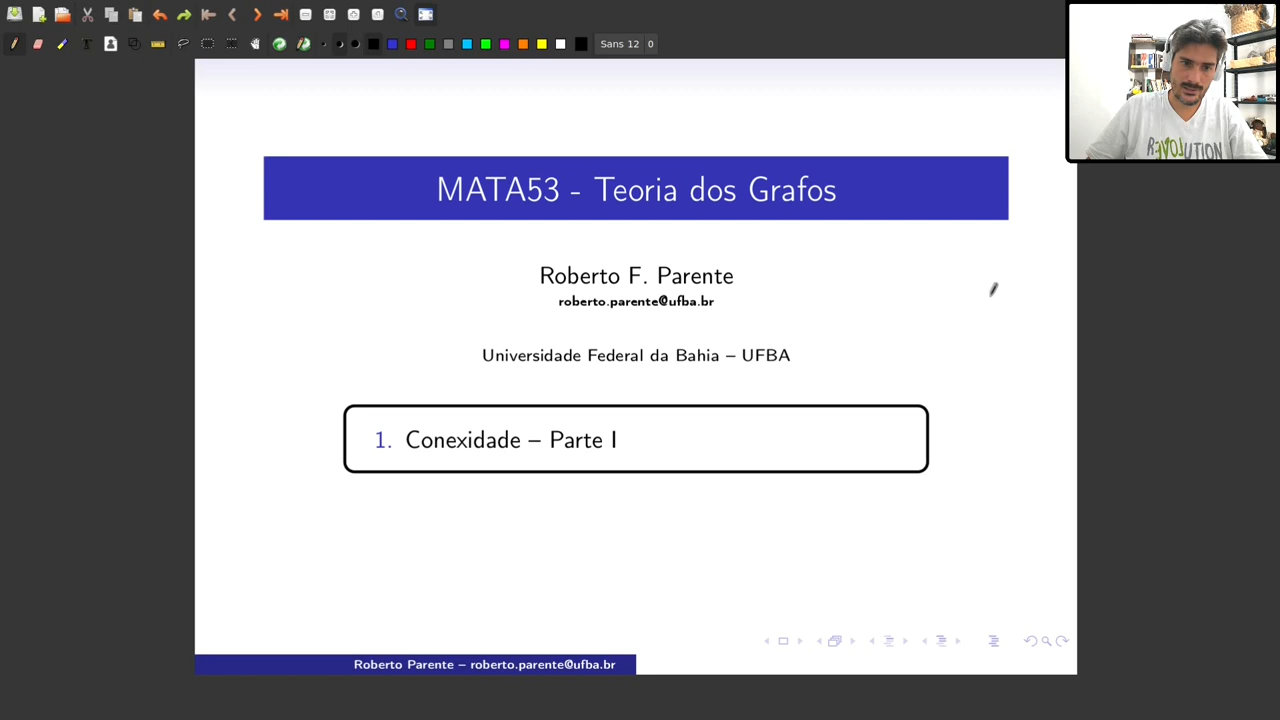 Sans 12 0
MATA53 - Teoria dos Grafos
Roberto F. Parente
roberto.parente@ufba.br
Universidade Federal da Bahia – UFBA
1. Conexidade – Parte I
Roberto Parente – roberto.parente@ufba.br